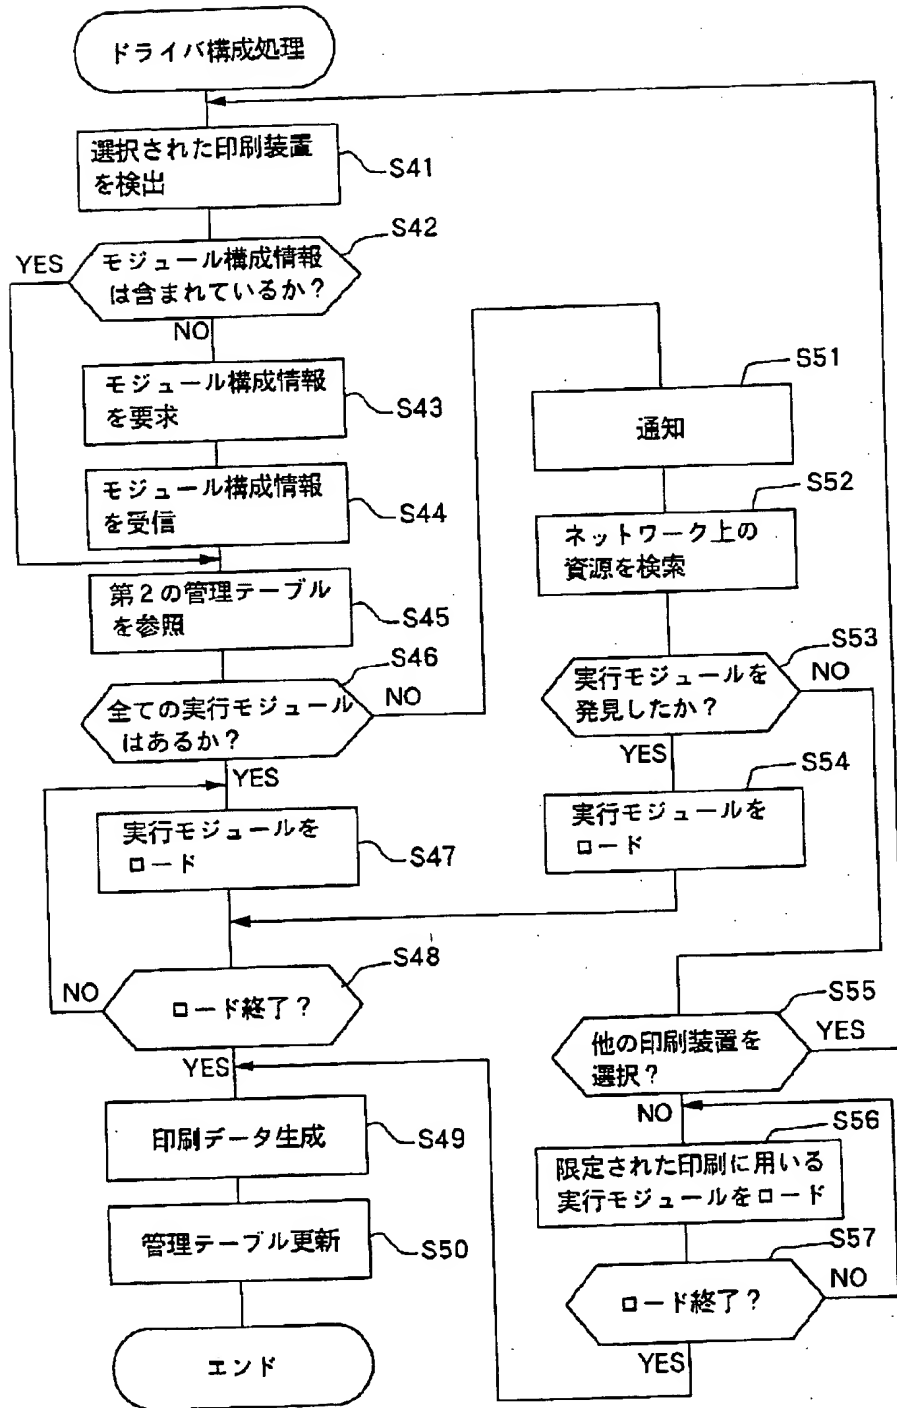 ドライバ構成処理
選択された印刷装置
を検出
S41
S42
モジュール構成情報
は含まれているか？
YES
NO
モジュール構成情報
を要求
S43
モジュール構成情報
を受信
S44
第2の管理テーブル
を参照
S45
S46
全ての実行モジュール
はあるか？
NO
YES
実行モジュールを
ロード
S47
S48
ロード終了？
NO
YES
印刷データ生成
S49
管理テーブル更新
S50
エンド
S51
通知
S52
ネットワーク上の
資源を検索
S53
実行モジュールを
発見したか？
NO
YES
S54
実行モジュールを
ロード
S55
他の印刷装置を
選択？
YES
NO
S56
限定された印刷に用いる
実行モジュールをロード
S57
ロード終了？
NO
YES